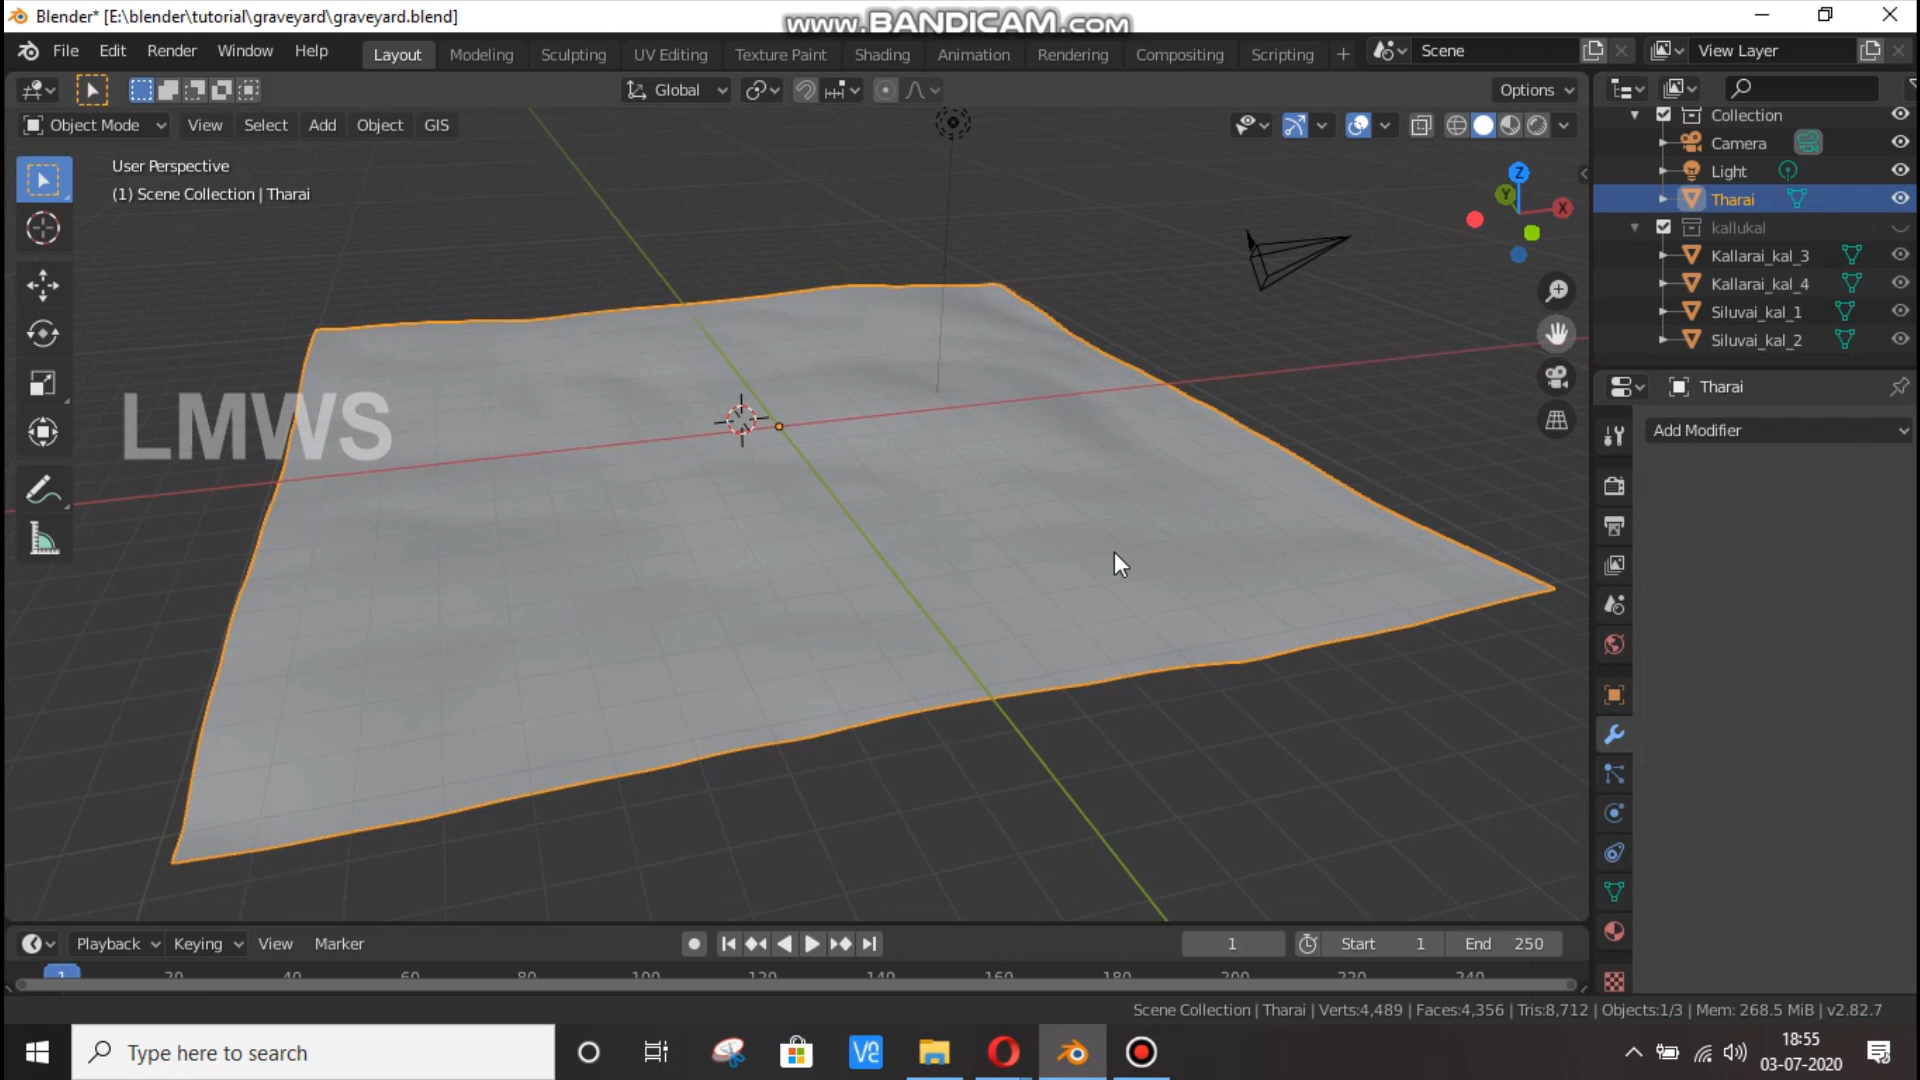 Blender* [E:\blender\tutorial\graveyard\graveyard.blend]
www.BANDICAM.com
File Edit Render Window Help
Layout Modeling Sculpting UV Editing Texture Paint Shading Animation Rendering Compositing Scripting +
Scene
View Layer
Global
Options
Object Mode View Select Add Object GIS
User Perspective
(1) Scene Collection | Tharai
Z
Y
X
LMWS
Collection
Camera
Light
Tharai
kallukal
Kallarai_kal_3
Kallarai_kal_4
Siluvai_kal_1
Siluvai_kal_2
Tharai
Add Modifier
Playback Keying View Marker
1
Start 1
End 250
1 20 40 60 80 100 120 140 160 180 200 220 240
Scene Collection | Tharai | Verts:4,489 | Faces:4,356 | Tris:8,712 | Objects:1/3 | Mem: 268.5 MiB | v2.82.7
Type here to search
18:55
03-07-2020